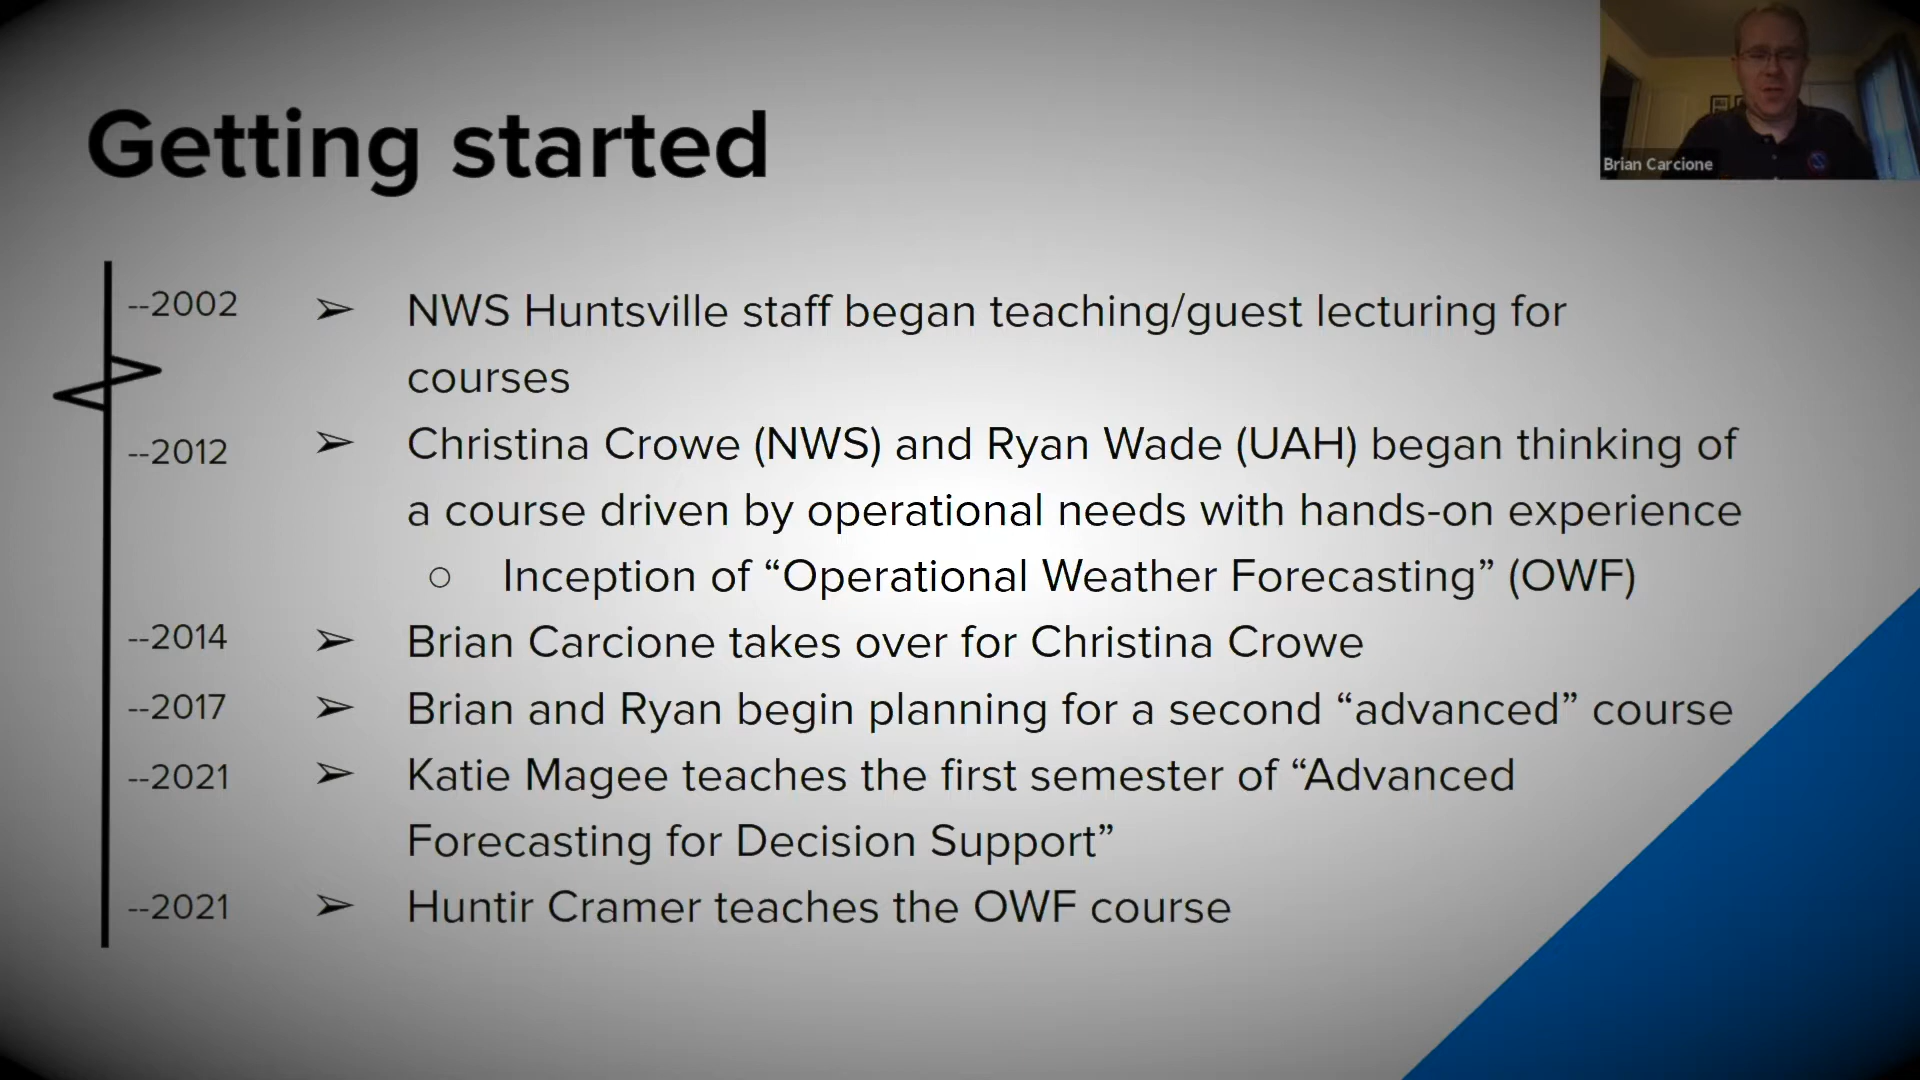 Getting started
Brian Carcione
--2002 ➢ NWS Huntsville staff began teaching/guest lecturing for
courses
--2012 ➢ Christina Crowe (NWS) and Ryan Wade (UAH) began thinking of
a course driven by operational needs with hands-on experience
○ Inception of “Operational Weather Forecasting” (OWF)
--2014 ➢ Brian Carcione takes over for Christina Crowe
--2017 ➢ Brian and Ryan begin planning for a second “advanced” course
--2021 ➢ Katie Magee teaches the first semester of “Advanced
Forecasting for Decision Support”
--2021 ➢ Huntir Cramer teaches the OWF course